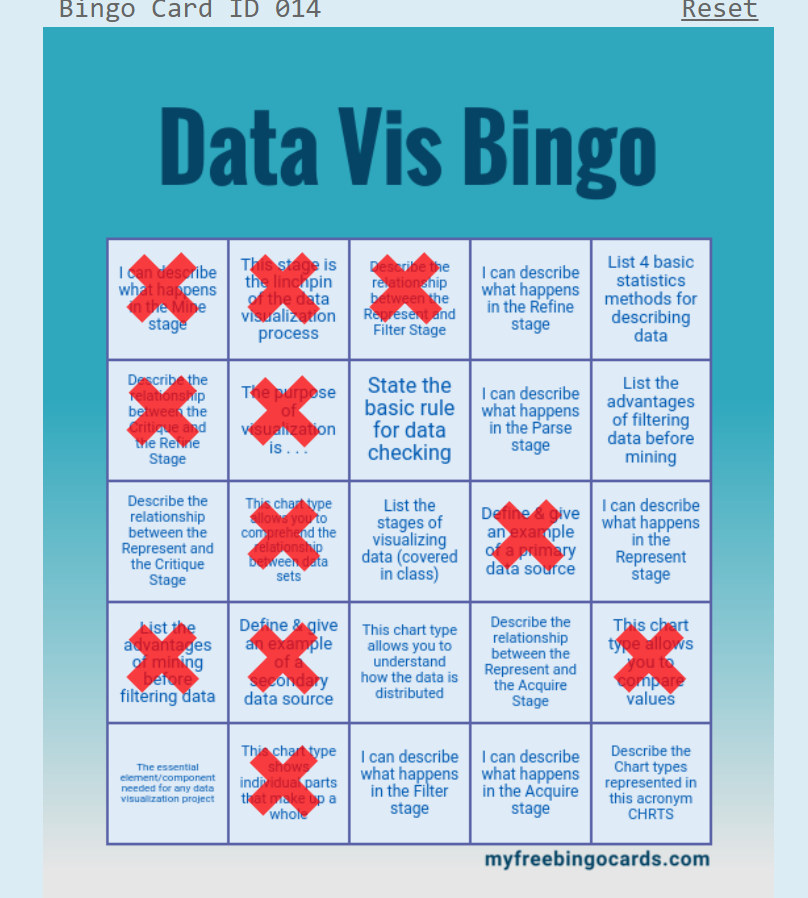 Bingo Card ID 014
Reset
Data Vis Bingo
I can describe
what happens
in the Mine
stage
This stage is
the linchpin
of the data
visualization
process
Describe the
relationship
between the
Represent and
Filter Stage
I can describe
what happens
in the Refine
stage
List 4 basic
statistics
methods for
describing
data
Describe the
relationship
between the
Critique and
the Refine
Stage
The purpose
of
visualization
is . . .
State the
basic rule
for data
checking
I can describe
what happens
in the Parse
stage
List the
advantages
of filtering
data before
mining
Describe the
relationship
between the
Represent and
the Critique
Stage
This chart type
allows you to
comprehend the
relationship
between data
sets
List the
stages of
visualizing
data (covered
in class)
Define & give
an example
of a primary
data source
I can describe
what happens
in the
Represent
stage
List the
advantages
of mining
before
filtering data
Define & give
an example
of a
secondary
data source
This chart type
allows you to
understand
how the data is
distributed
Describe the
relationship
between the
Represent and
the Acquire
Stage
This chart
type allows
you to
compare
values
The essential
element/component
needed for any data
visualization project
This chart type
shows
individual parts
that make up a
whole
I can describe
what happens
in the Filter
stage
I can describe
what happens
in the Acquire
stage
Describe the
Chart types
represented in
this acronym
CHRTS
myfreebingocards.com